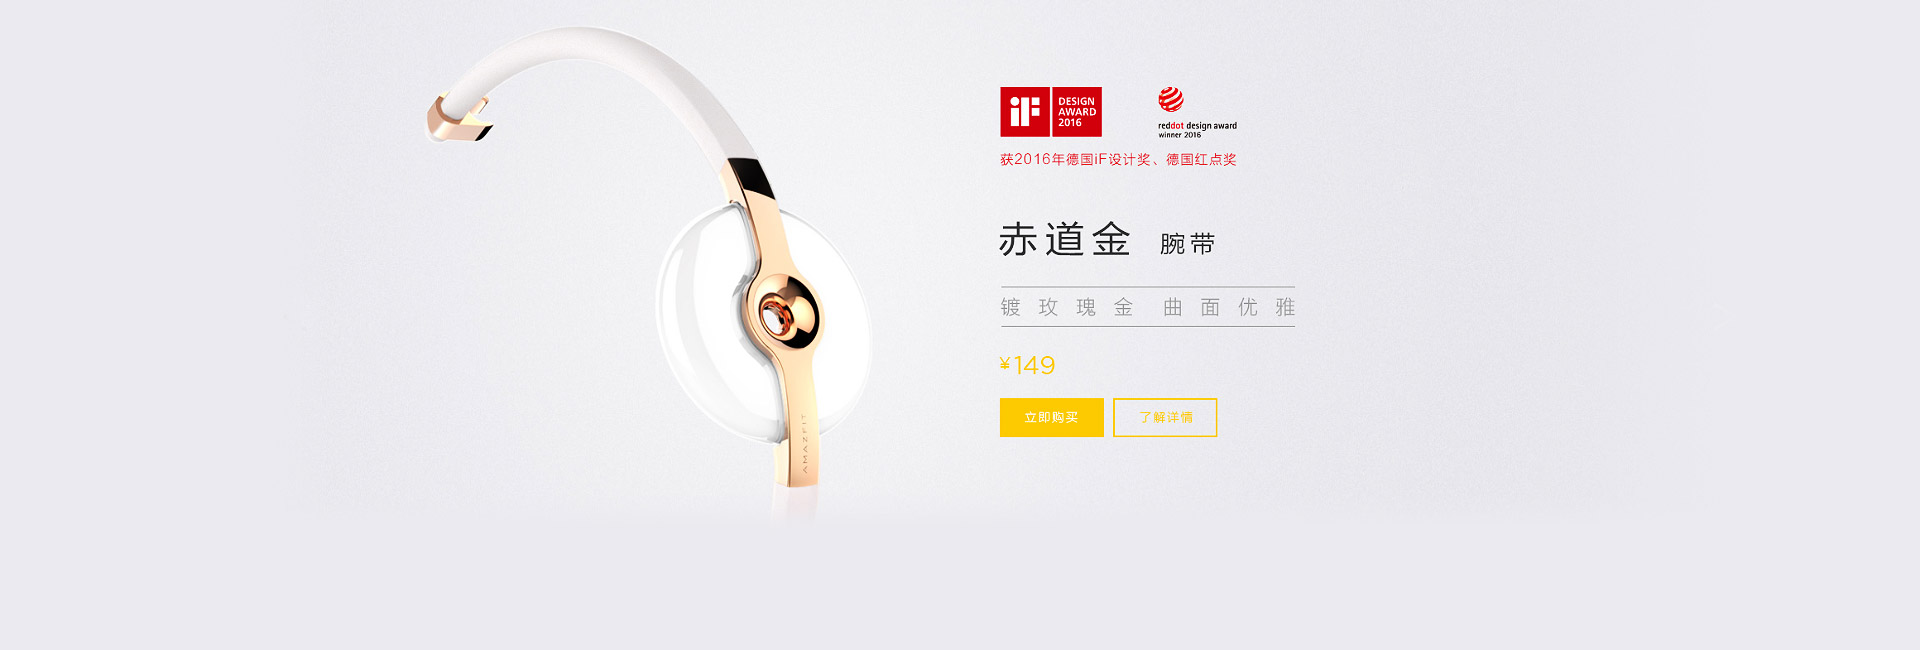 iF DESIGN AWARD 2016
reddot design award
winner 2016
获2016年德国iF设计奖、德国红点奖
赤道金 腕带
镀玫瑰金 曲面优雅
¥149
立即购买 了解详情
AMAZFIT